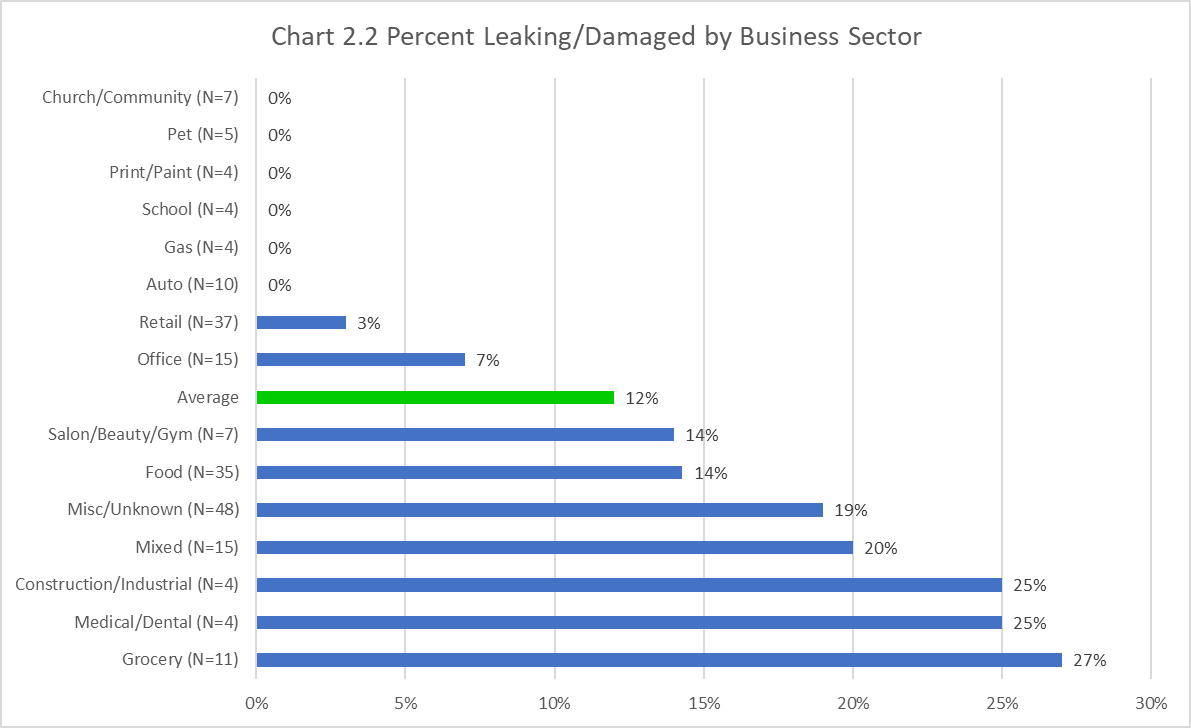 Chart 2.2 Percent Leaking/Damaged by Business Sector
Church/Community (N=7) 0%
Pet (N=5) 0%
Print/Paint (N=4) 0%
School (N=4) 0%
Gas (N=4) 0%
Auto (N=10) 0%
Retail (N=37) 3%
Office (N=15) 7%
Average 12%
Salon/Beauty/Gym (N=7) 14%
Food (N=35) 14%
Misc/Unknown (N=48) 19%
Mixed (N=15) 20%
Construction/Industrial (N=4) 25%
Medical/Dental (N=4) 25%
Grocery (N=11) 27%
0% 5% 10% 15% 20% 25% 30%